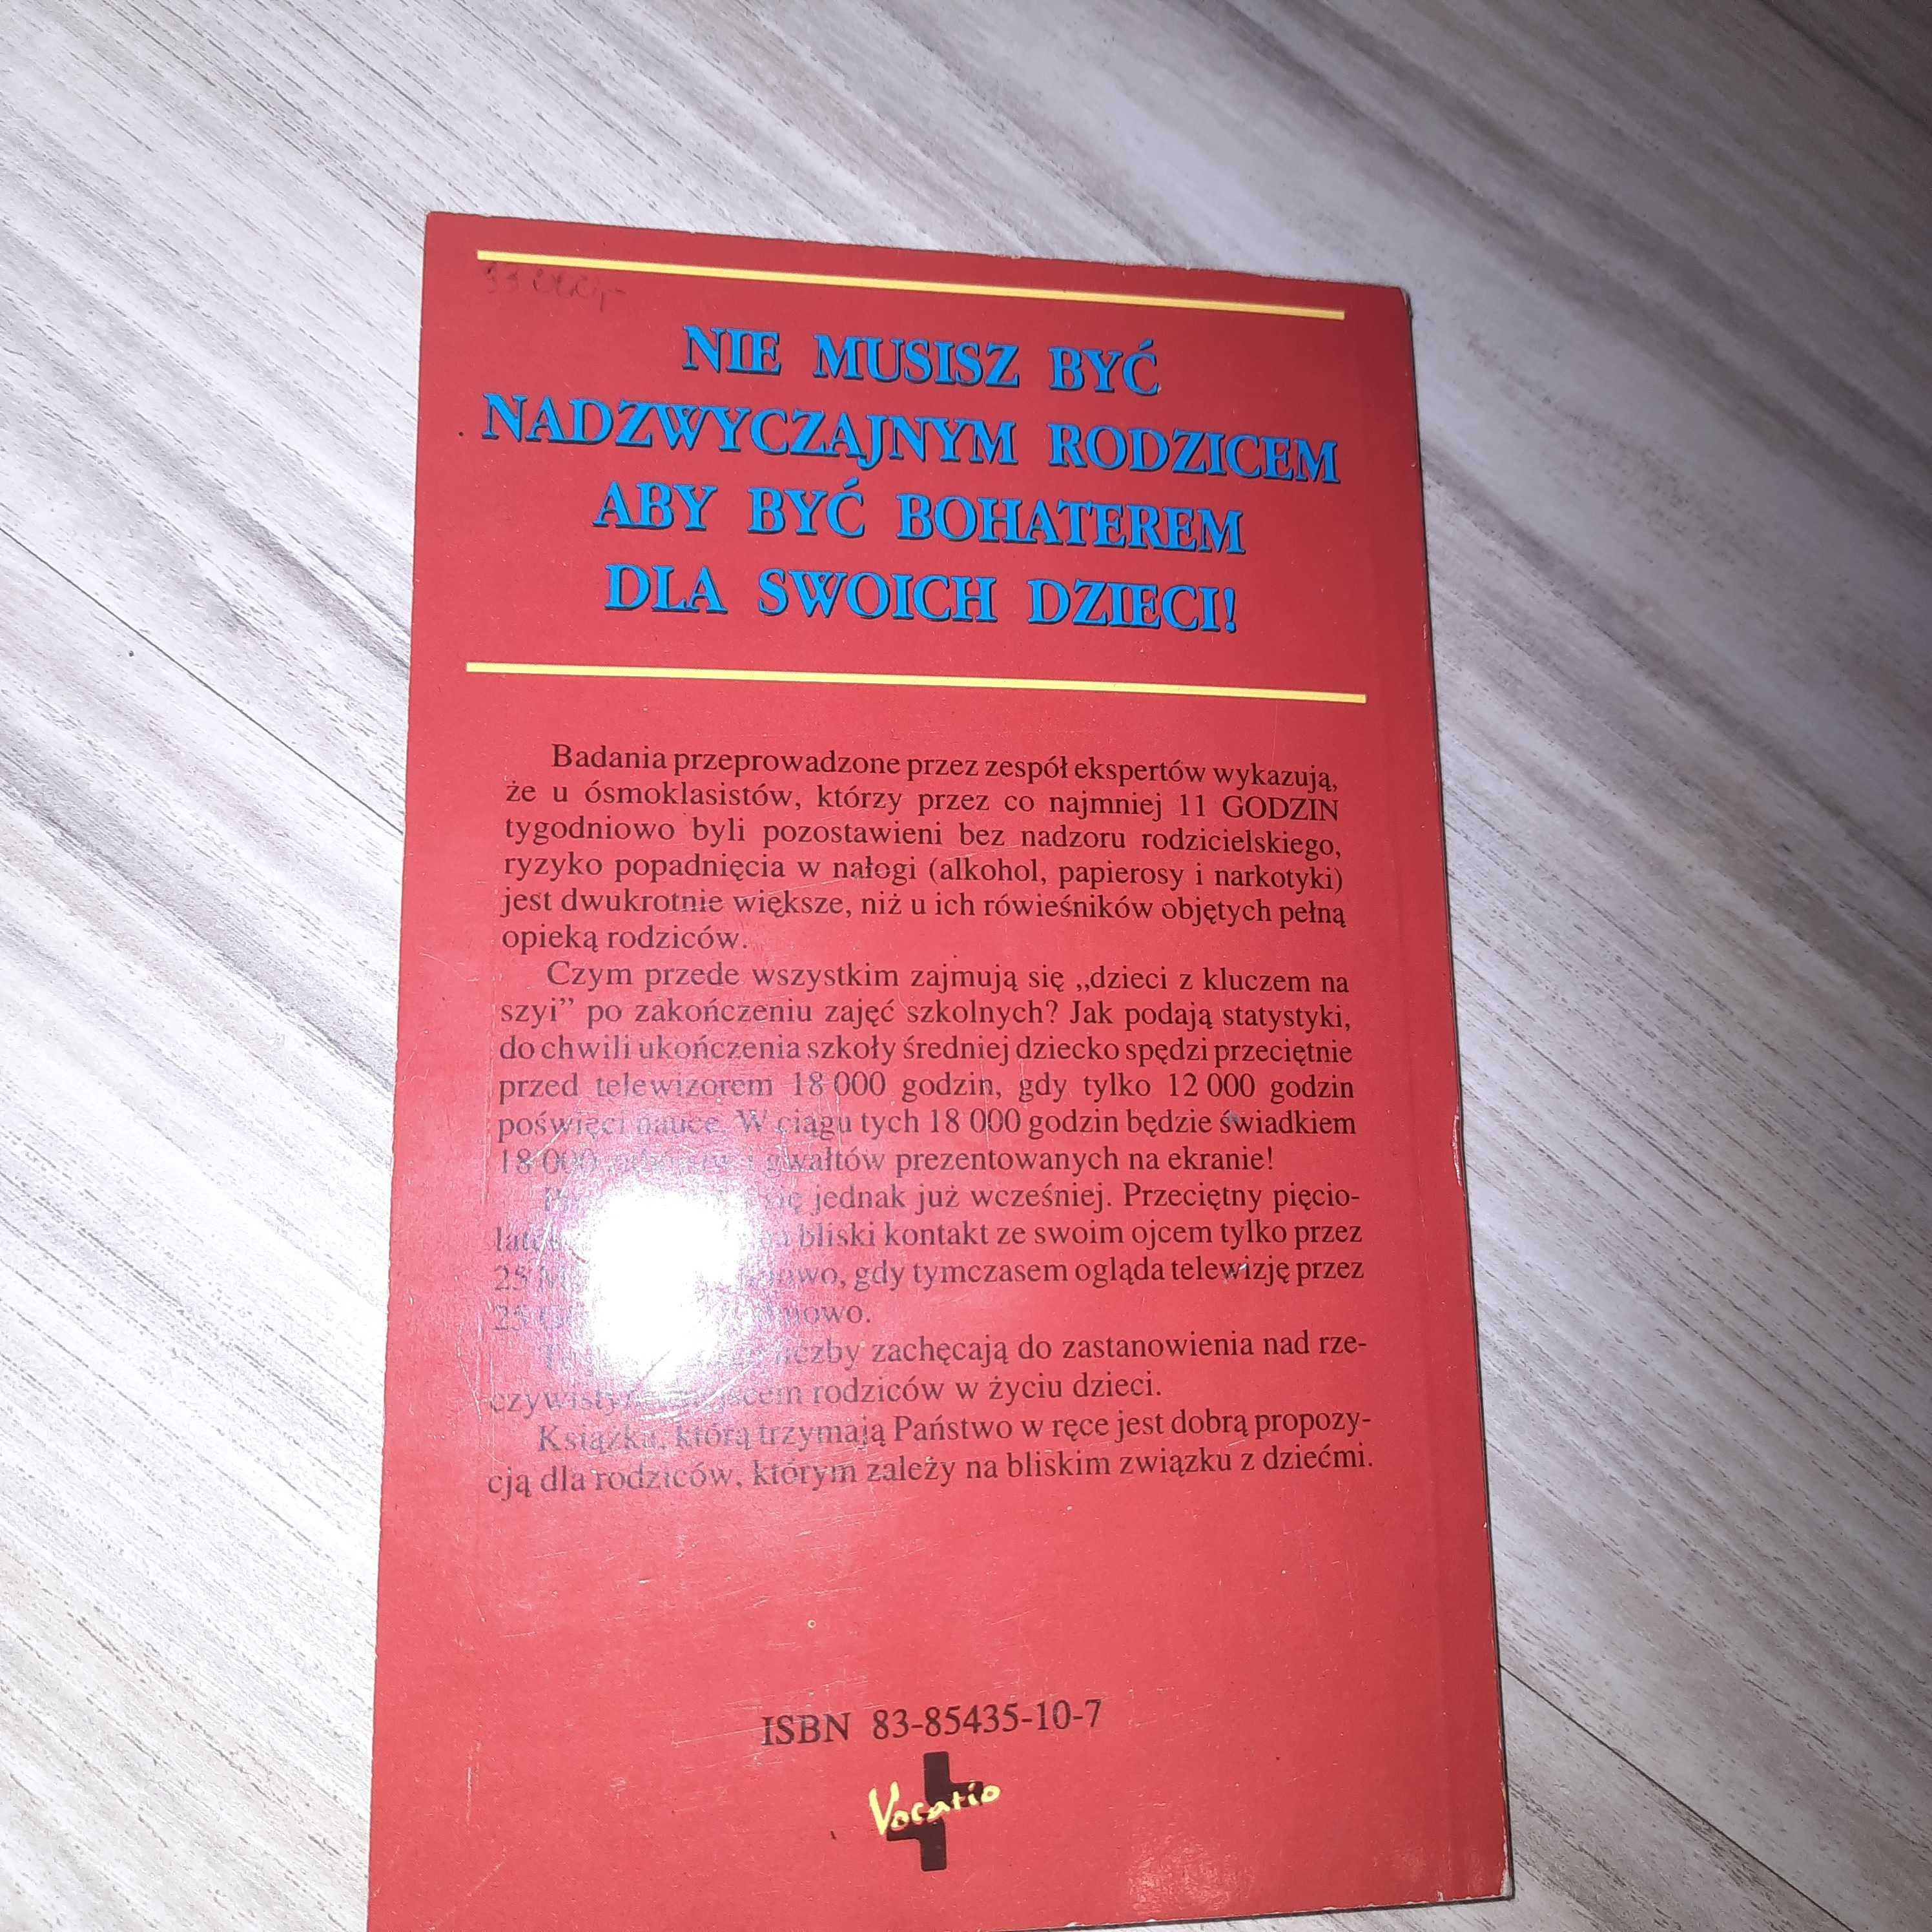 NIE MUSISZ BYĆ
NADZWYCZAJNYM RODZICEM
ABY BYĆ BOHATEREM
DLA SWOICH DZIECI!
Badania przeprowadzone przez zespół ekspertów wykazują,
że u ósmoklasistów, którzy przez co najmniej 11 GODZIN
tygodniowo byli pozostawieni bez nadzoru rodzicielskiego,
ryzyko popadnięcia w nałogi (alkohol, papierosy i narkotyki)
jest dwukrotnie większe, niż u ich rówieśników objętych pełną
opieką rodziców.
Czym przede wszystkim zajmują się „dzieci z kluczem na
szyi” po zakończeniu zajęć szkolnych? Jak podają statystyki,
do chwili ukończenia szkoły średniej dziecko spędzi przeciętnie
przed telewizorem 18 000 godzin, gdy tylko 12 000 godzin
poświęci nauce. W ciągu tych 18 000 godzin będzie świadkiem
18 000 i gwałtów prezentowanych na ekranie!
jednak już wcześniej. Przeciętny pięcio-
bliski kontakt ze swoim ojcem tylko przez
25 gdy tymczasem ogląda telewizję przez
25
liczby zachęcają do zastanowienia nad rze-
czywistym miejscem rodziców w życiu dzieci.
Książka, którą trzymają Państwo w ręce jest dobrą propozy-
cją dla rodziców, którym zależy na bliskim związku z dziećmi.
ISBN 83-85435-10-7
Vocatio